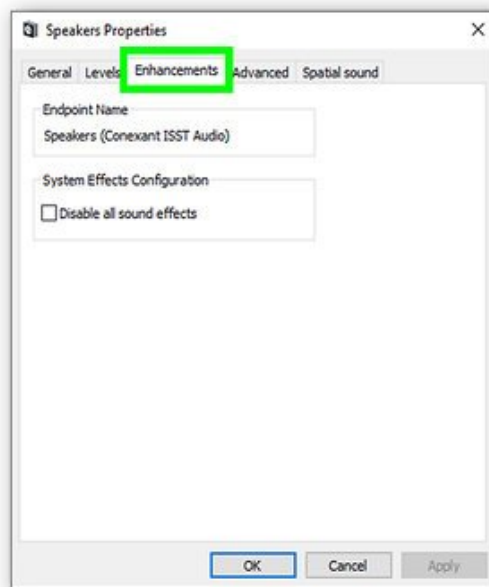 Speakers Properties
General Levels Enhancements Advanced Spatial sound
Endpoint Name
Speakers (Conexant ISST Audio)
System Effects Configuration
Disable all sound effects
OK Cancel Apply